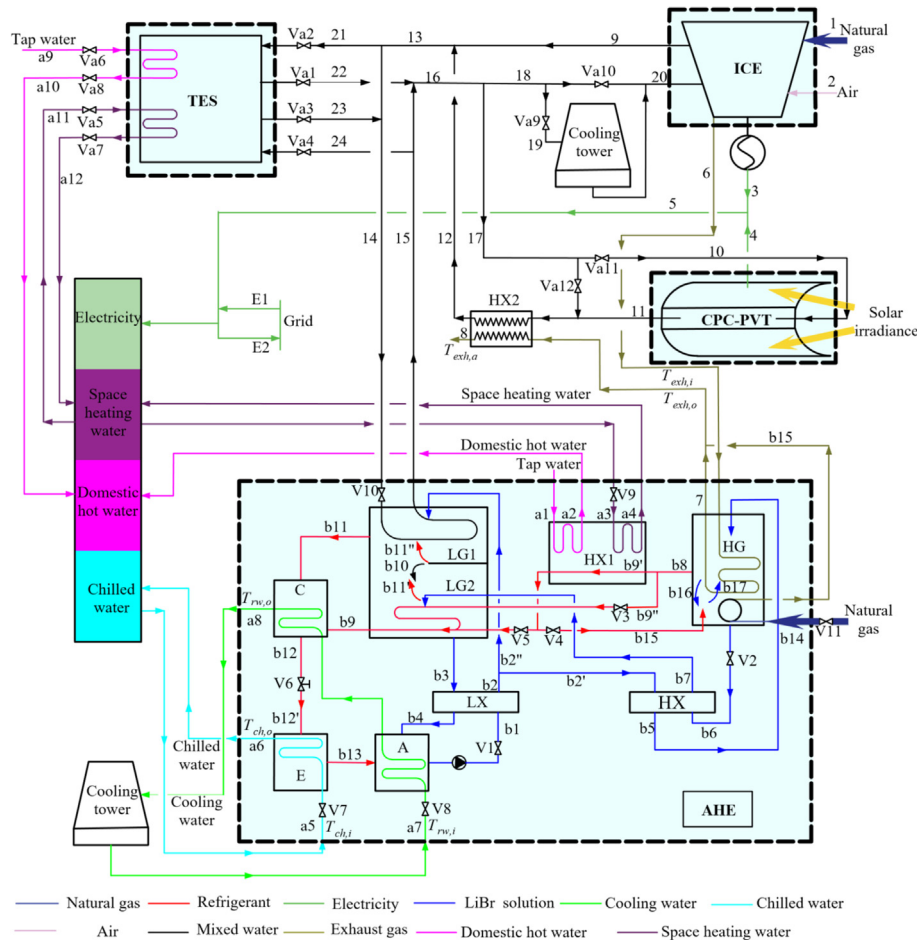 Va2
21
13
9
1
Natural
gas
Tap water
a9
Va6
TES
Va1
22
16
18
Va10
20
ICE
2
Air
a10
Va8
a11
Va5
Va3
23
Va9
19
Cooling
tower
Va7
Va4
24
a12
6
3
5
4
14
15
12
17
10
Va11
Va12
HX2
11
CPC-PVT
Solar
irradiance
Electricity
E1
Grid
E2
8
T_exh,a
T_exh,i
T_exh,o
Space
heating
water
Space heating water
Domestic hot water
Tap water
b15
Domestic
hot water
V10
V9
7
b11
b11"
b10
b11'
LG1
LG2
a1
a2
a3
a4
HX1
b9'
b8
HG
b16
b17
Chilled
water
T_rw,o
a8
C
b9
V3
b9"
V5
V4
b15
b14
Natural
gas
V11
b12
V6
b12'
b3
b2"
b2
b2'
b7
V2
LX
HX
b4
b1
b5
b6
T_ch,o
a6
Chilled
water
E
b13
A
V1
Cooling
tower
Cooling
water
V7
a5
T_ch,i
V8
a7
T_rw,i
AHE
Natural gas
Refrigerant
Electricity
LiBr solution
Cooling water
Chilled water
Air
Mixed water
Exhaust gas
Domestic hot water
Space heating water